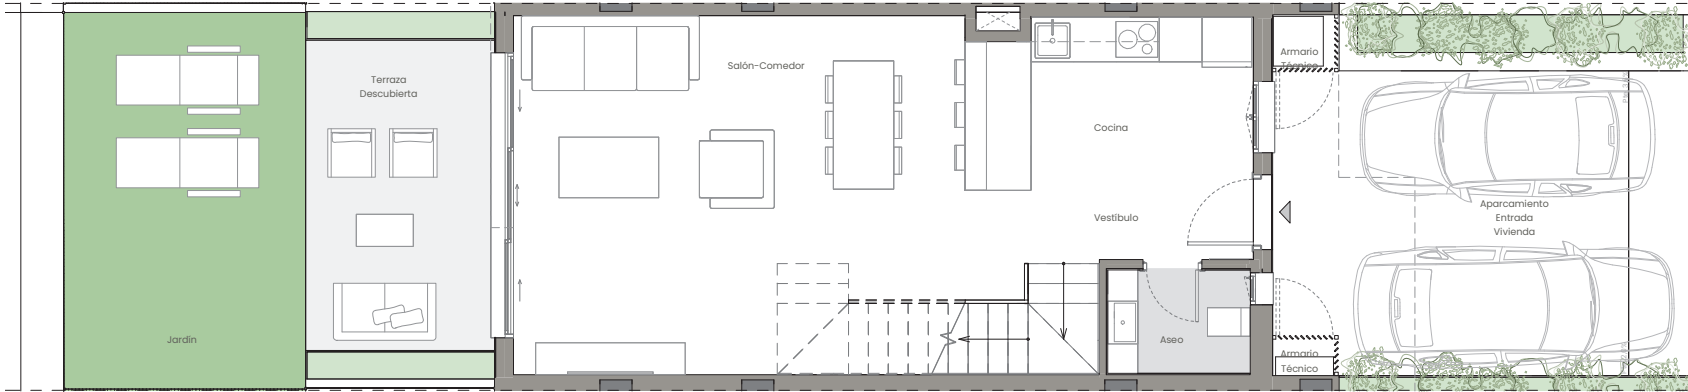 Terraza
Descubierta
Jardín
Salón-Comedor
Cocina
Vestíbulo
Aseo
Armario
Técnico
Aparcamiento
Entrada
Vivienda
Armario
Técnico